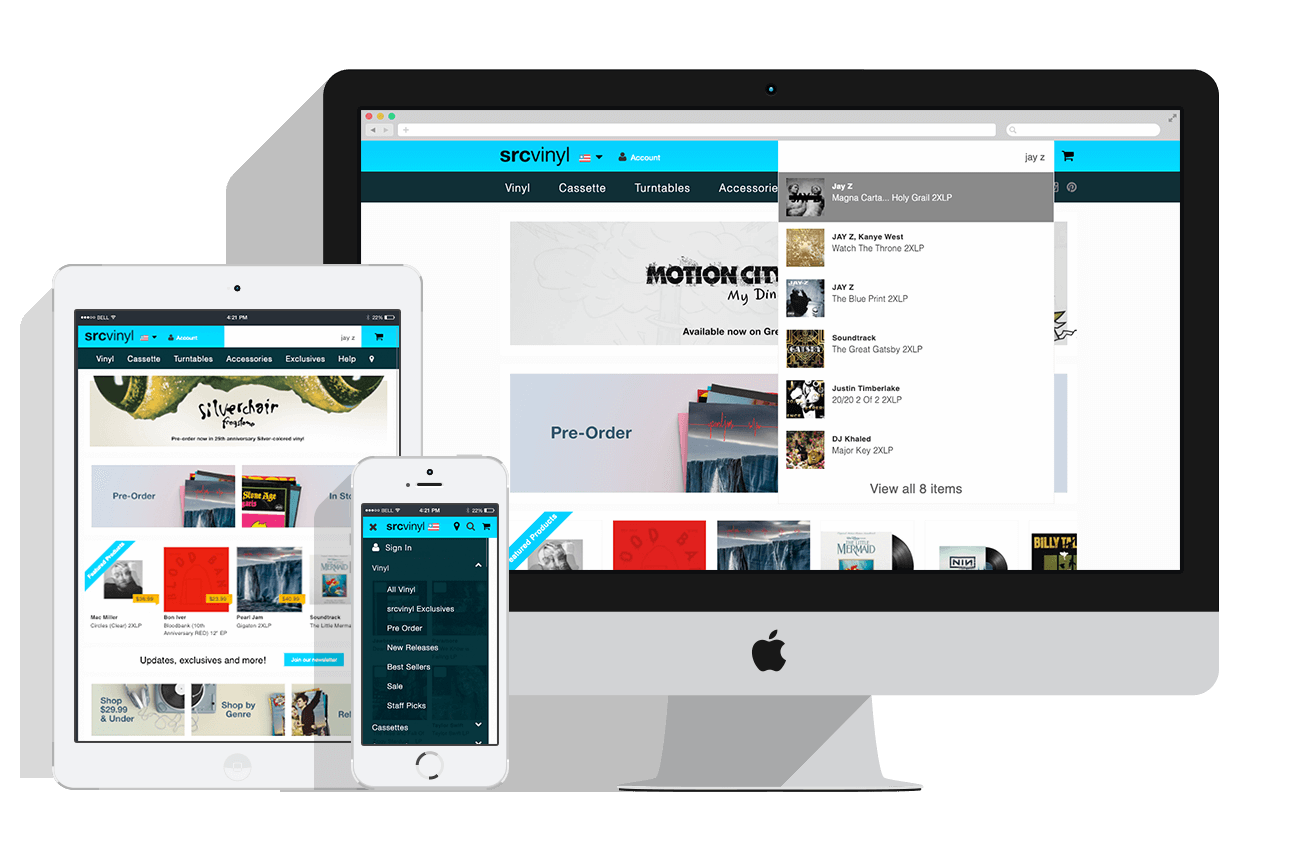 srcvinyl
Account
jay z
Vinyl
Cassette
Turntables
Accessorie
Jay Z
Magna Carta... Holy Grail 2XLP
JAY Z, Kanye West
Watch The Throne 2XLP
JAY Z
The Blue Print 2XLP
Soundtrack
The Great Gatsby 2XLP
Justin Timberlake
20/20 2 Of 2 2XLP
DJ Khaled
Major Key 2XLP
View all 8 items
MOTION CIT
My Din
Available now on Gre
Pre-Order
Featured Products
THE LITTLE
MERMAID
NIN
BILLY TAL
BELL
4:21 PM
22%
srcvinyl
Account
jay z
Vinyl
Cassette
Turntables
Accessories
Exclusives
Help
Silverchair
frogstomp
Pre-order now in 25th anniversary Silver-colored vinyl
Pre-Order
Stone Age
In Sto
Featured Products
MERMAID
$39.99
$23.99
$40.99
Mac Miller
Circles (Clear) 2XLP
Bon Iver
Bloodbank (10th
Anniversary RED) 12" EP
Pearl Jam
Gigaton 2XLP
Soundtrack
The Little Merma
Updates, exclusives and more!
Join our newsletter
Shop
$29.99
& Under
Shop by
Genre
Rel
BELL
4:21 PM
22%
srcvinyl
Sign In
Vinyl
All Vinyl
srcvinyl Exclusives
Pre Order
New Releases
Best Sellers
Sale
Staff Picks
Cassettes